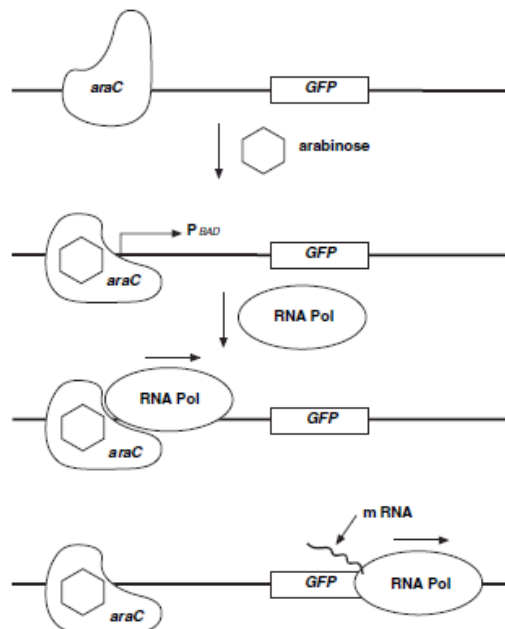 araC
GFP
arabinose
P BAD
GFP
araC
RNA Pol
RNA Pol
GFP
araC
m RNA
GFP
RNA Pol
araC